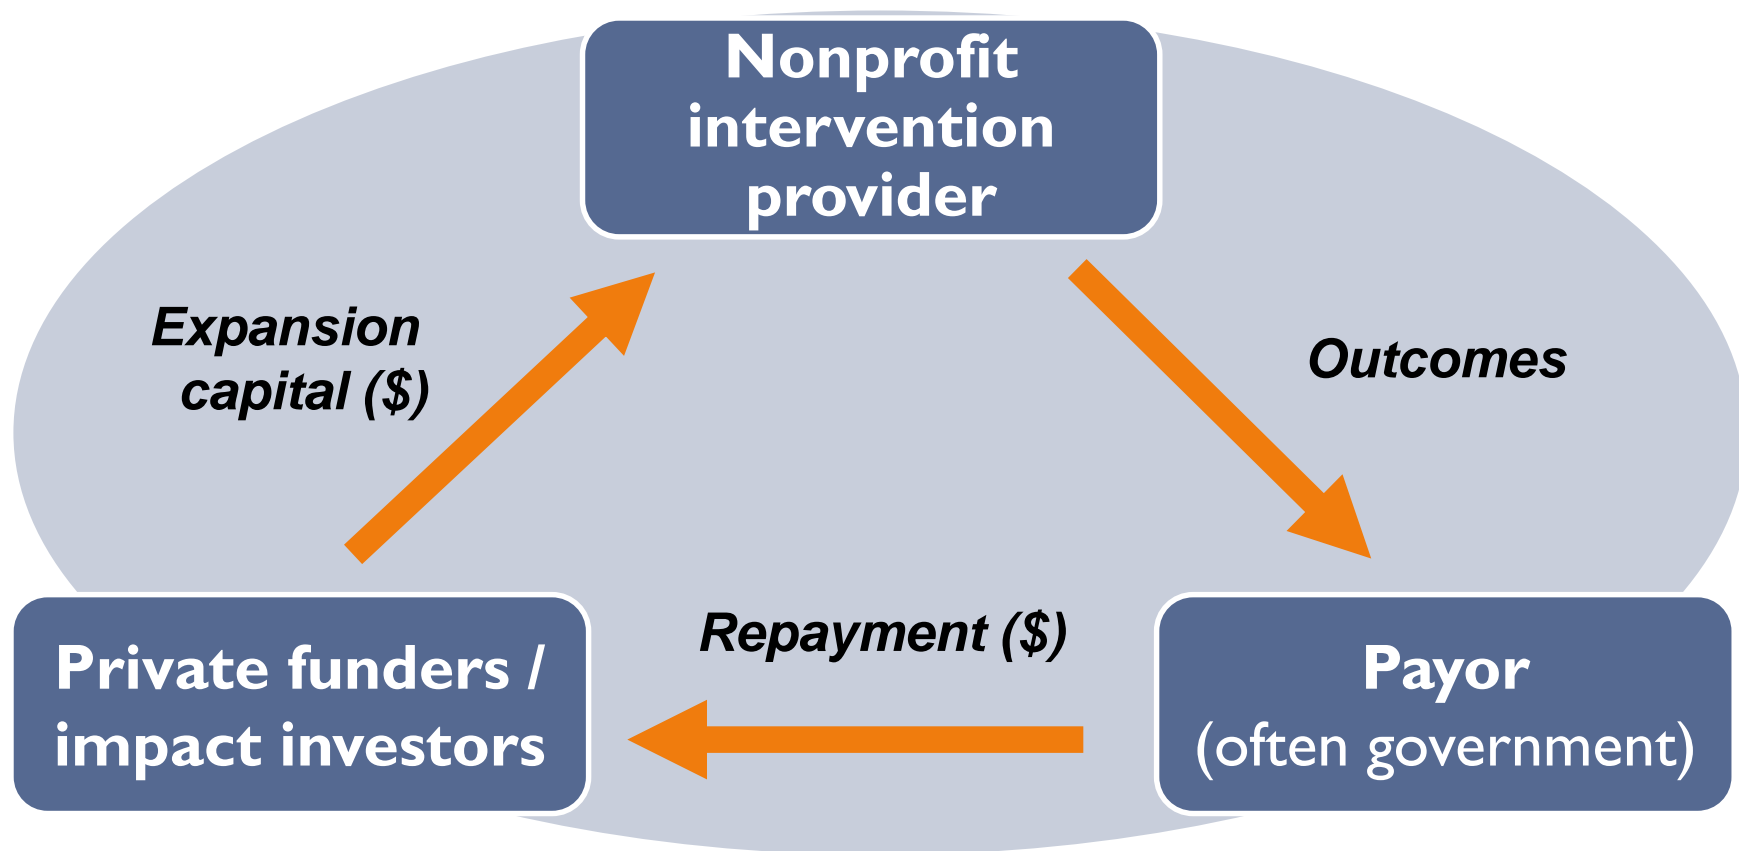 Nonprofit
intervention
provider
Expansion
capital ($)
Outcomes
Repayment ($)
Private funders /
impact investors
Payor
(often government)